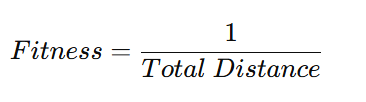 Fitness = 1 / Total Distance